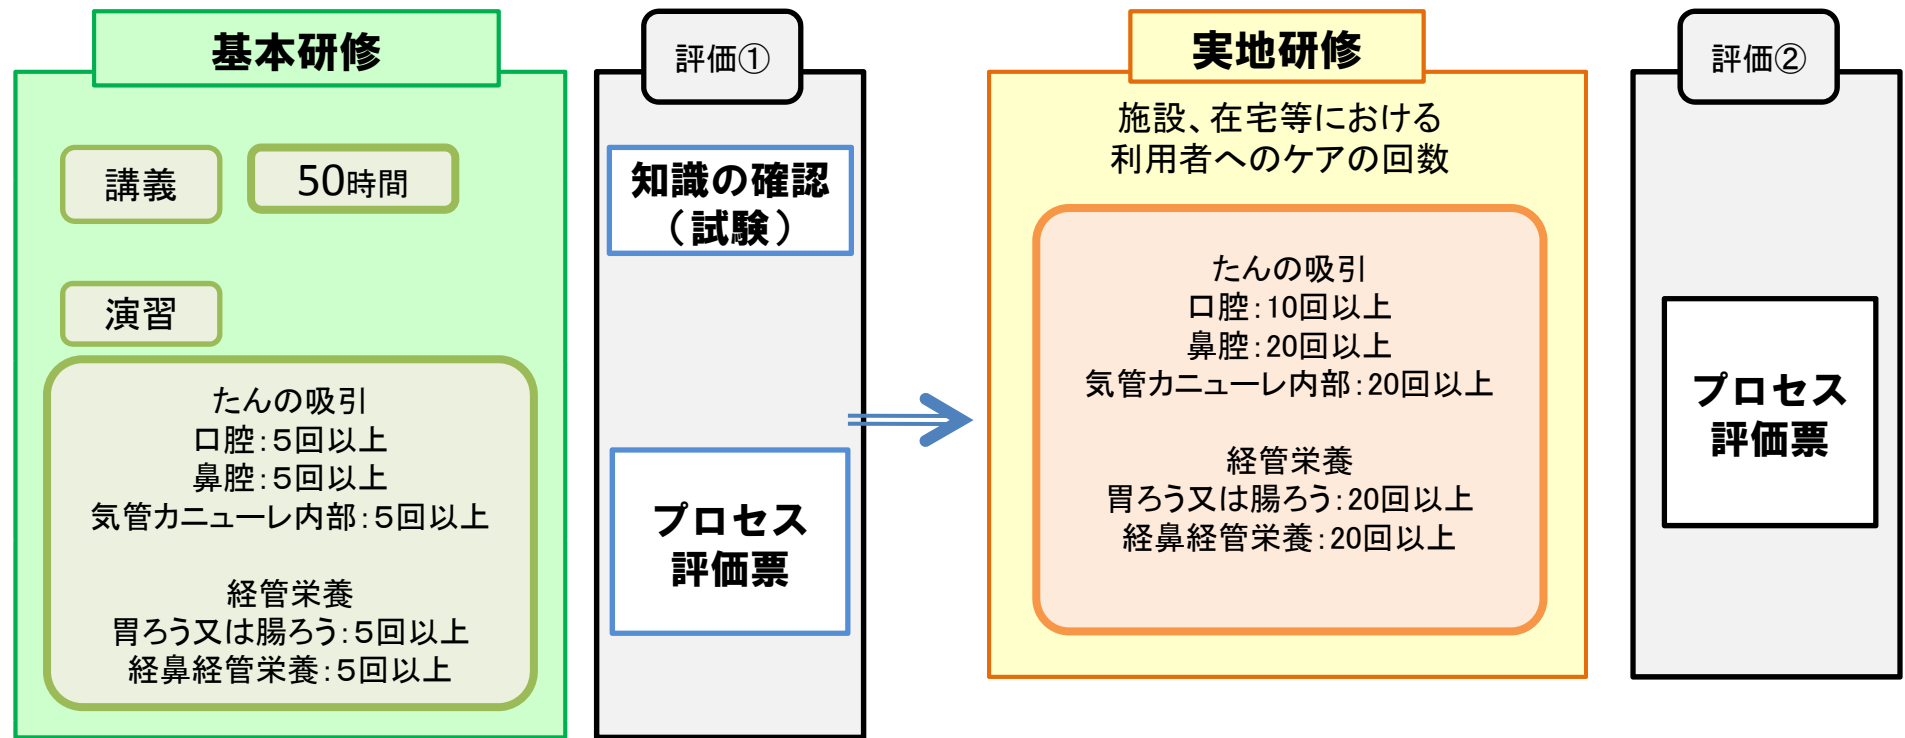 基本研修
講義
50時間
演習
たんの吸引
口腔：５回以上
鼻腔：５回以上
気管カニューレ内部：５回以上
経管栄養
胃ろう又は腸ろう：５回以上
経鼻経管栄養：５回以上
評価①
知識の確認
（試験）
プロセス
評価票
実地研修
施設、在宅等における
利用者へのケアの回数
たんの吸引
口腔：10回以上
鼻腔：20回以上
気管カニューレ内部：20回以上
経管栄養
胃ろう又は腸ろう：20回以上
経鼻経管栄養：20回以上
評価②
プロセス
評価票